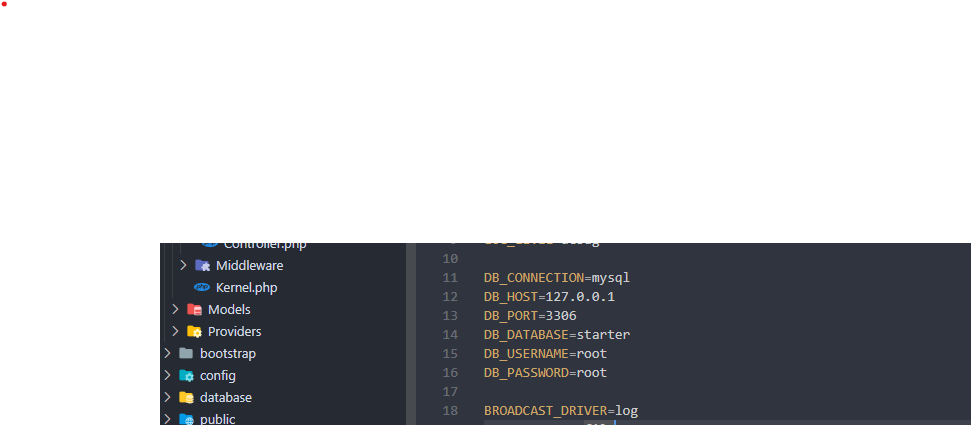 Controller.php
Middleware
Kernel.php
Models
Providers
bootstrap
config
database
public
10
11 DB_CONNECTION=mysql
12 DB_HOST=127.0.0.1
13 DB_PORT=3306
14 DB_DATABASE=starter
15 DB_USERNAME=root
16 DB_PASSWORD=root
17
18 BROADCAST_DRIVER=log